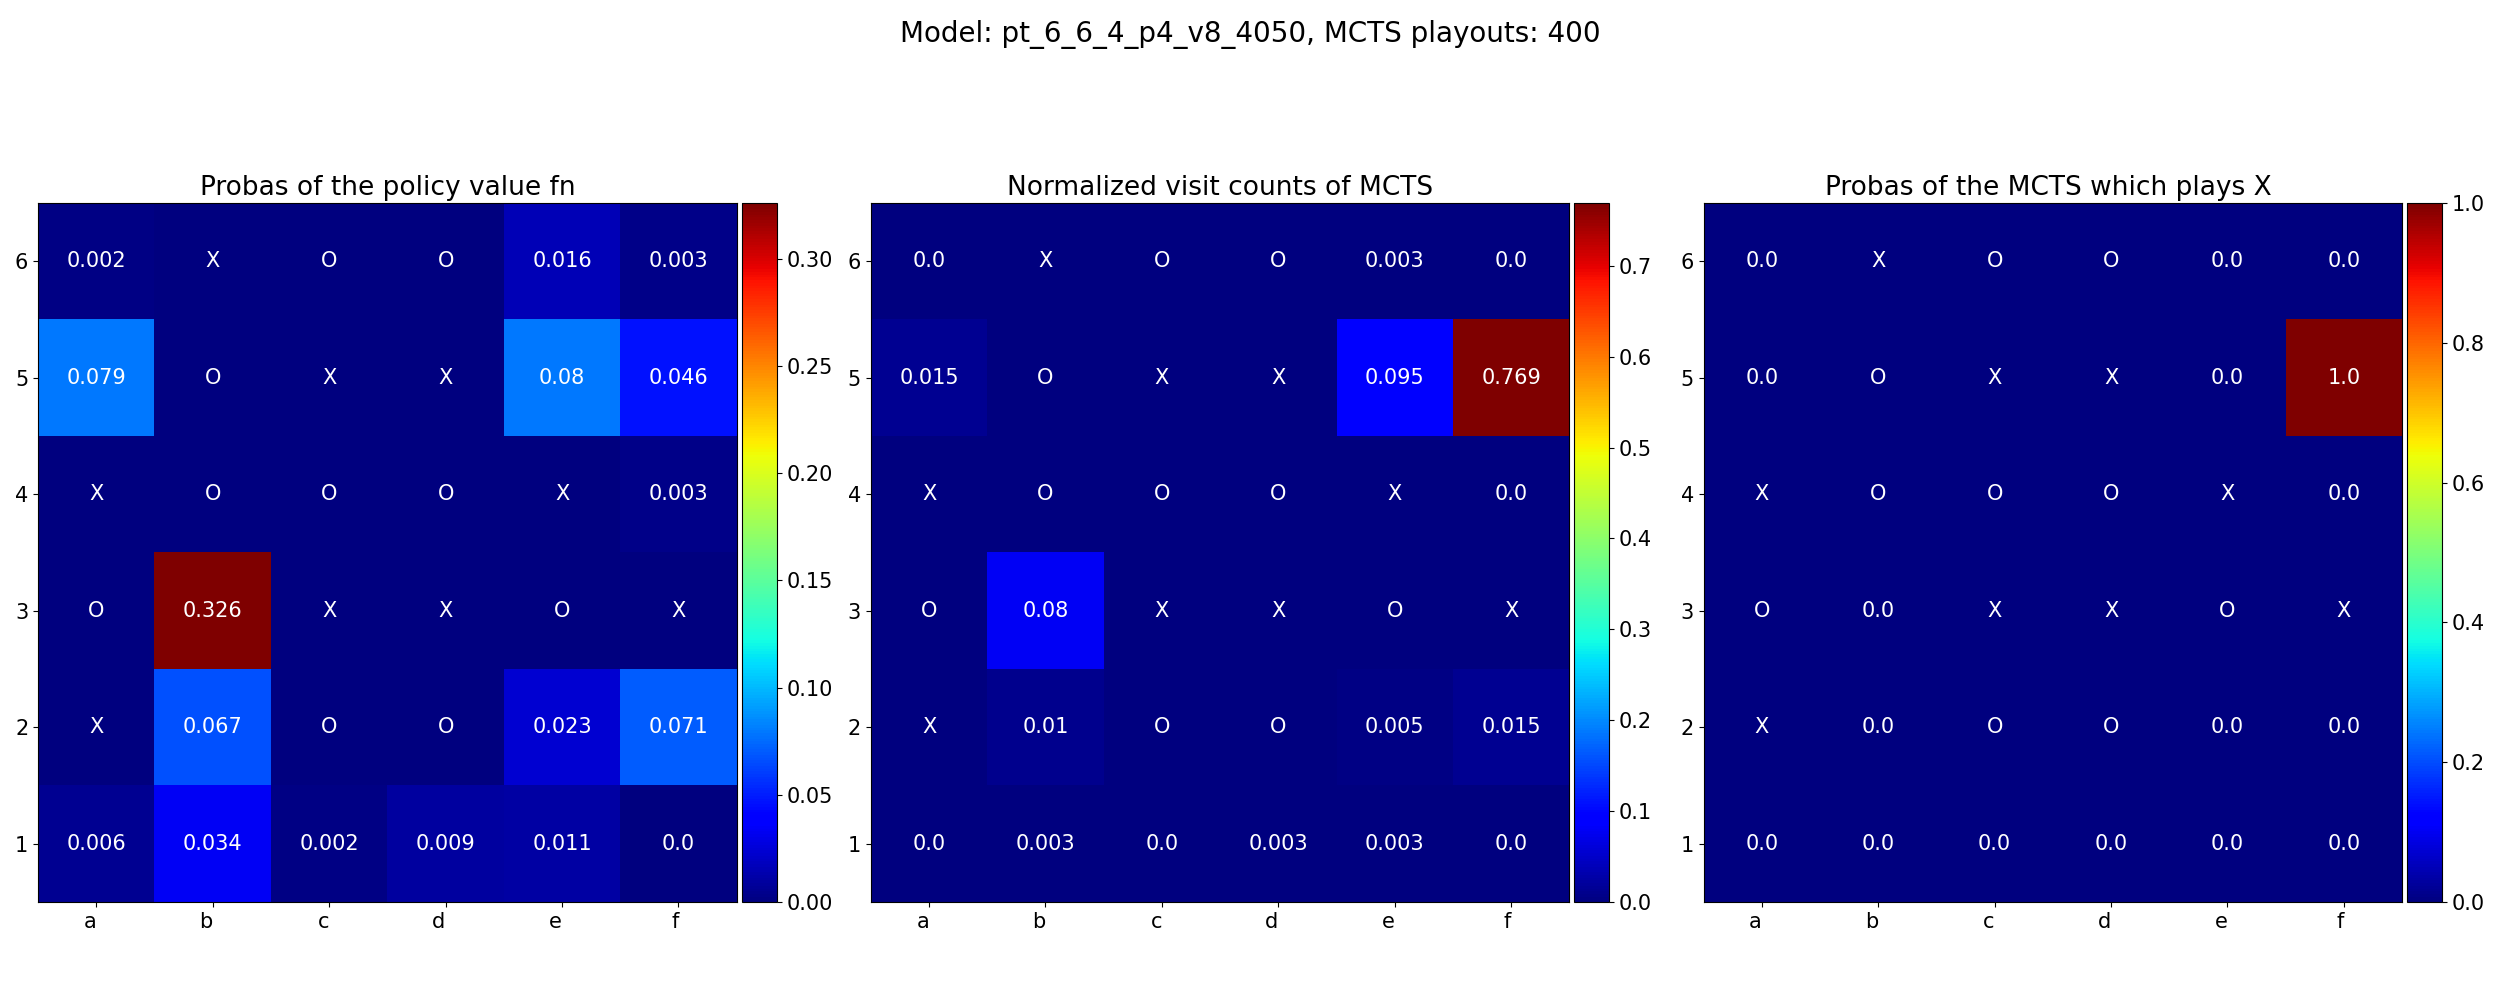 Model: pt_6_6_4_p4_v8_4050, MCTS playouts: 400
Probas of the policy value fn
6 0.002 X O O 0.016 0.003
5 0.079 O X X 0.08 0.046
4 X O O O X 0.003
3 O 0.326 X X O X
2 X 0.067 O O 0.023 0.071
1 0.006 0.034 0.002 0.009 0.011 0.0
a b c d e f
0.30
0.25
0.20
0.15
0.10
0.05
0.00
Normalized visit counts of MCTS
6 0.0 X O O 0.003 0.0
5 0.015 O X X 0.095 0.769
4 X O O O X 0.0
3 O 0.08 X X O X
2 X 0.01 O O 0.005 0.015
1 0.0 0.003 0.0 0.003 0.003 0.0
a b c d e f
0.7
0.6
0.5
0.4
0.3
0.2
0.1
0.0
Probas of the MCTS which plays X
6 0.0 X O O 0.0 0.0
5 0.0 O X X 0.0 1.0
4 X O O O X 0.0
3 O 0.0 X X O X
2 X 0.0 O O 0.0 0.0
1 0.0 0.0 0.0 0.0 0.0 0.0
a b c d e f
1.0
0.8
0.6
0.4
0.2
0.0